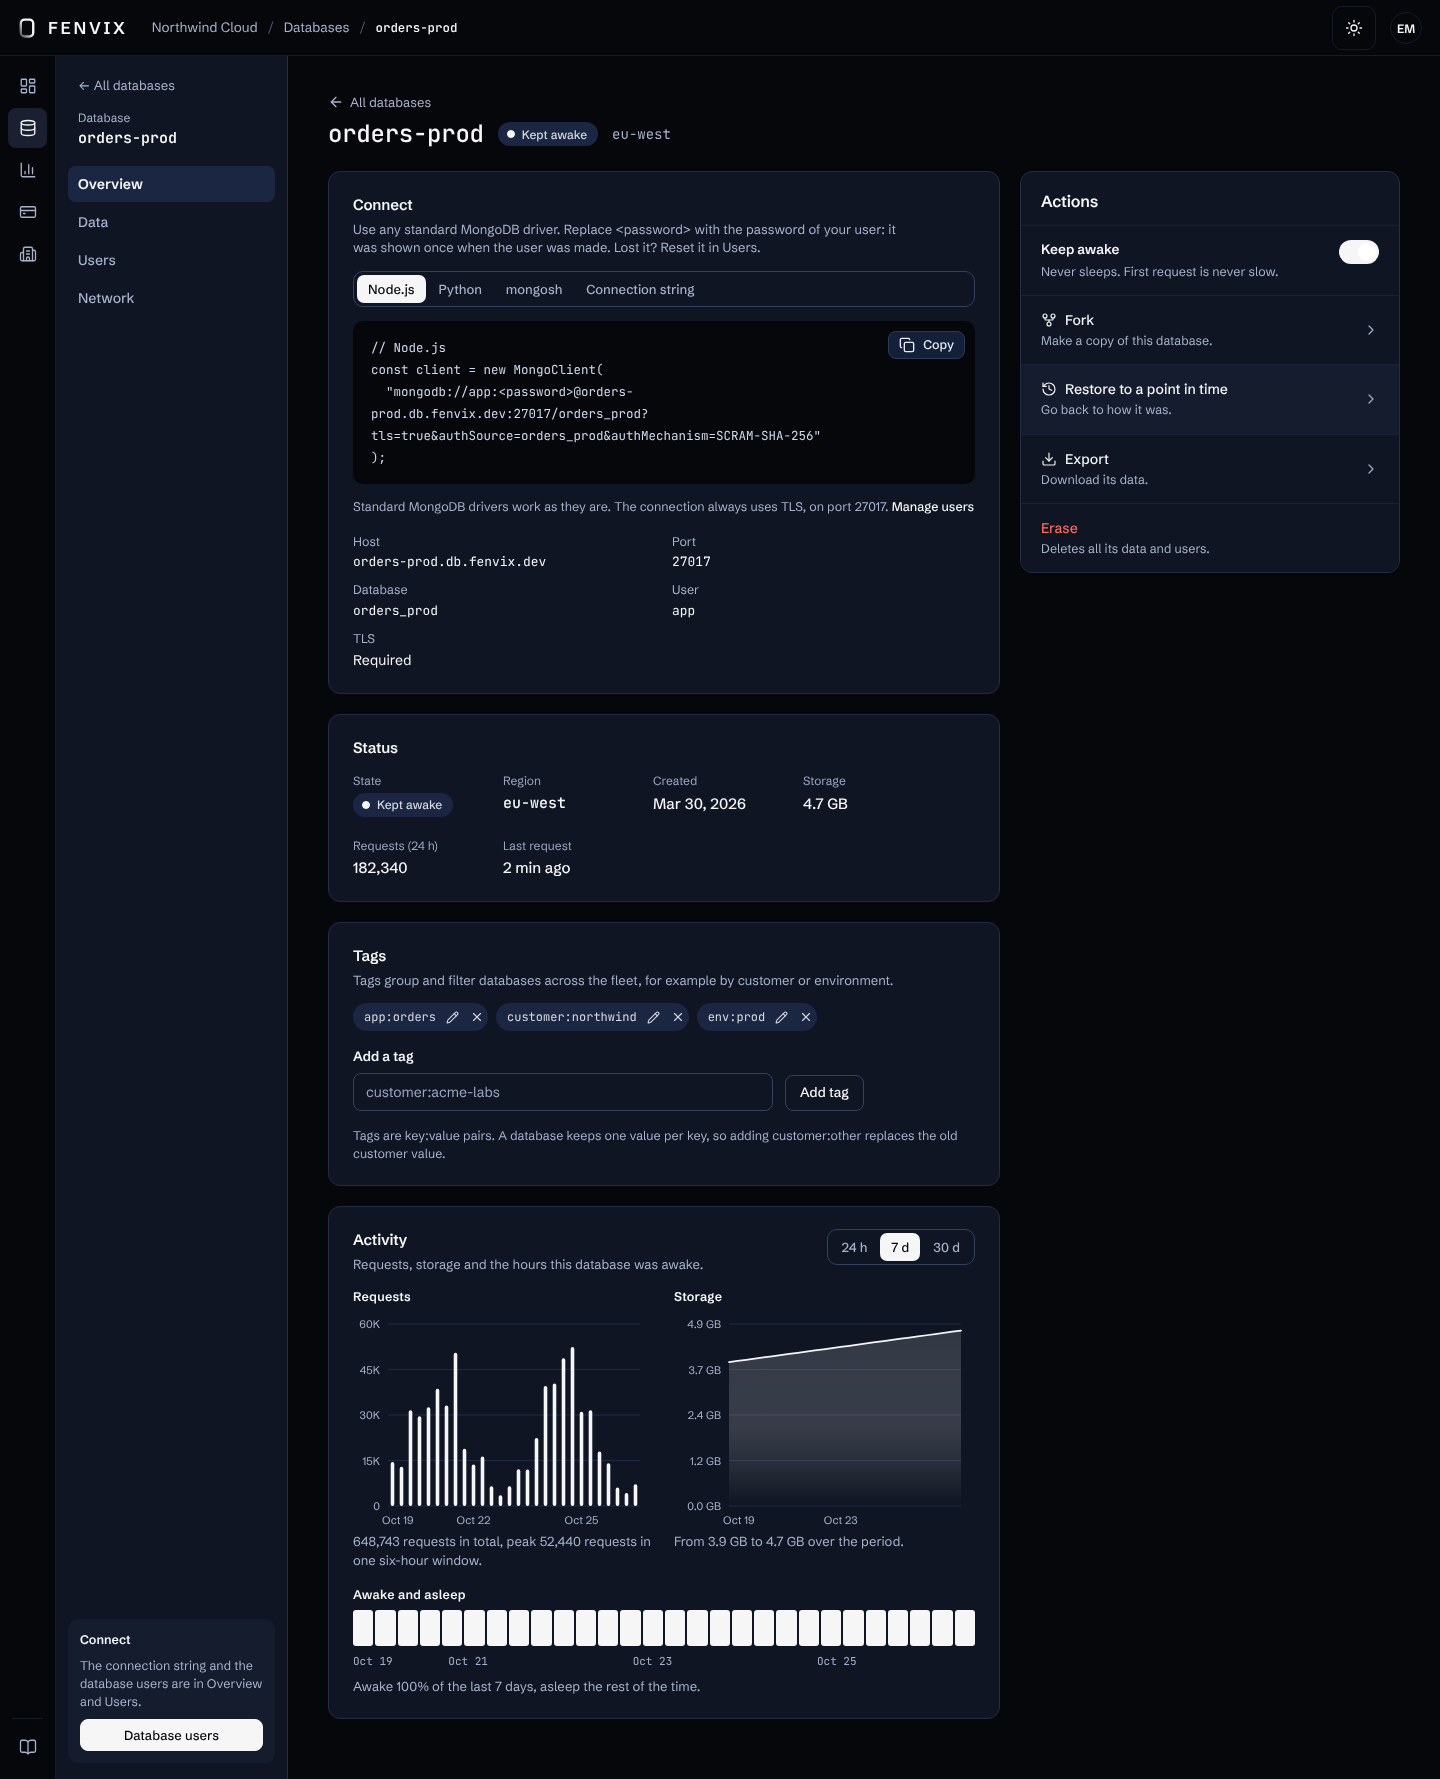 FENVIX
Northwind Cloud / Databases / orders-prod
EM
← All databases
Database
orders-prod
Overview
Data
Users
Network
← All databases
orders-prod
Kept awake
eu-west
Connect
Use any standard MongoDB driver. Replace <password> with the password of your user: it
was shown once when the user was made. Lost it? Reset it in Users.
Node.js
Python
mongosh
Connection string
Copy
// Node.js
const client = new MongoClient(
"mongodb://app:<password>@orders-
prod.db.fenvix.dev:27017/orders_prod?
tls=true&authSource=orders_prod&authMechanism=SCRAM-SHA-256"
);
Standard MongoDB drivers work as they are. The connection always uses TLS, on port 27017. Manage users
Host
orders-prod.db.fenvix.dev
Port
27017
Database
orders_prod
User
app
TLS
Required
Actions
Keep awake
Never sleeps. First request is never slow.
Fork
Make a copy of this database.
Restore to a point in time
Go back to how it was.
Export
Download its data.
Erase
Deletes all its data and users.
Status
State
Kept awake
Region
eu-west
Created
Mar 30, 2026
Storage
4.7 GB
Requests (24 h)
182,340
Last request
2 min ago
Tags
Tags group and filter databases across the fleet, for example by customer or environment.
app:orders
customer:northwind
env:prod
Add a tag
customer:acme-labs
Add tag
Tags are key:value pairs. A database keeps one value per key, so adding customer:other replaces the old
customer value.
Activity
Requests, storage and the hours this database was awake.
24 h
7 d
30 d
Requests
60K
45K
30K
15K
0
Oct 19
Oct 22
Oct 25
648,743 requests in total, peak 52,440 requests in
one six-hour window.
Storage
4.9 GB
3.7 GB
2.4 GB
1.2 GB
0.0 GB
Oct 19
Oct 23
From 3.9 GB to 4.7 GB over the period.
Awake and asleep
Oct 19
Oct 21
Oct 23
Oct 25
Awake 100% of the last 7 days, asleep the rest of the time.
Connect
The connection string and the
database users are in Overview
and Users.
Database users